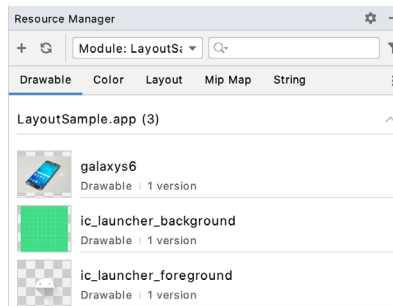 Resource Manager
Module: LayoutSa
Drawable Color Layout Mip Map String
LayoutSample.app (3)
galaxys6
Drawable | 1 version
ic_launcher_background
Drawable | 1 version
ic_launcher_foreground
Drawable | 1 version